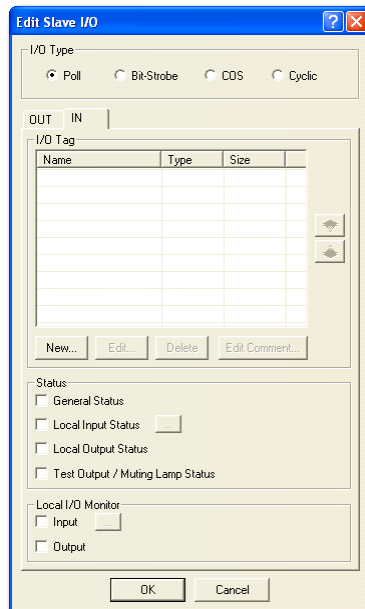 Edit Slave I/O
I/O Type
Poll Bit-Strobe COS Cyclic
OUT IN
I/O Tag
Name Type Size
New... Edit... Delete Edit Comment...
Status
General Status
Local Input Status ...
Local Output Status
Test Output / Muting Lamp Status
Local I/O Monitor
Input ...
Output
OK Cancel